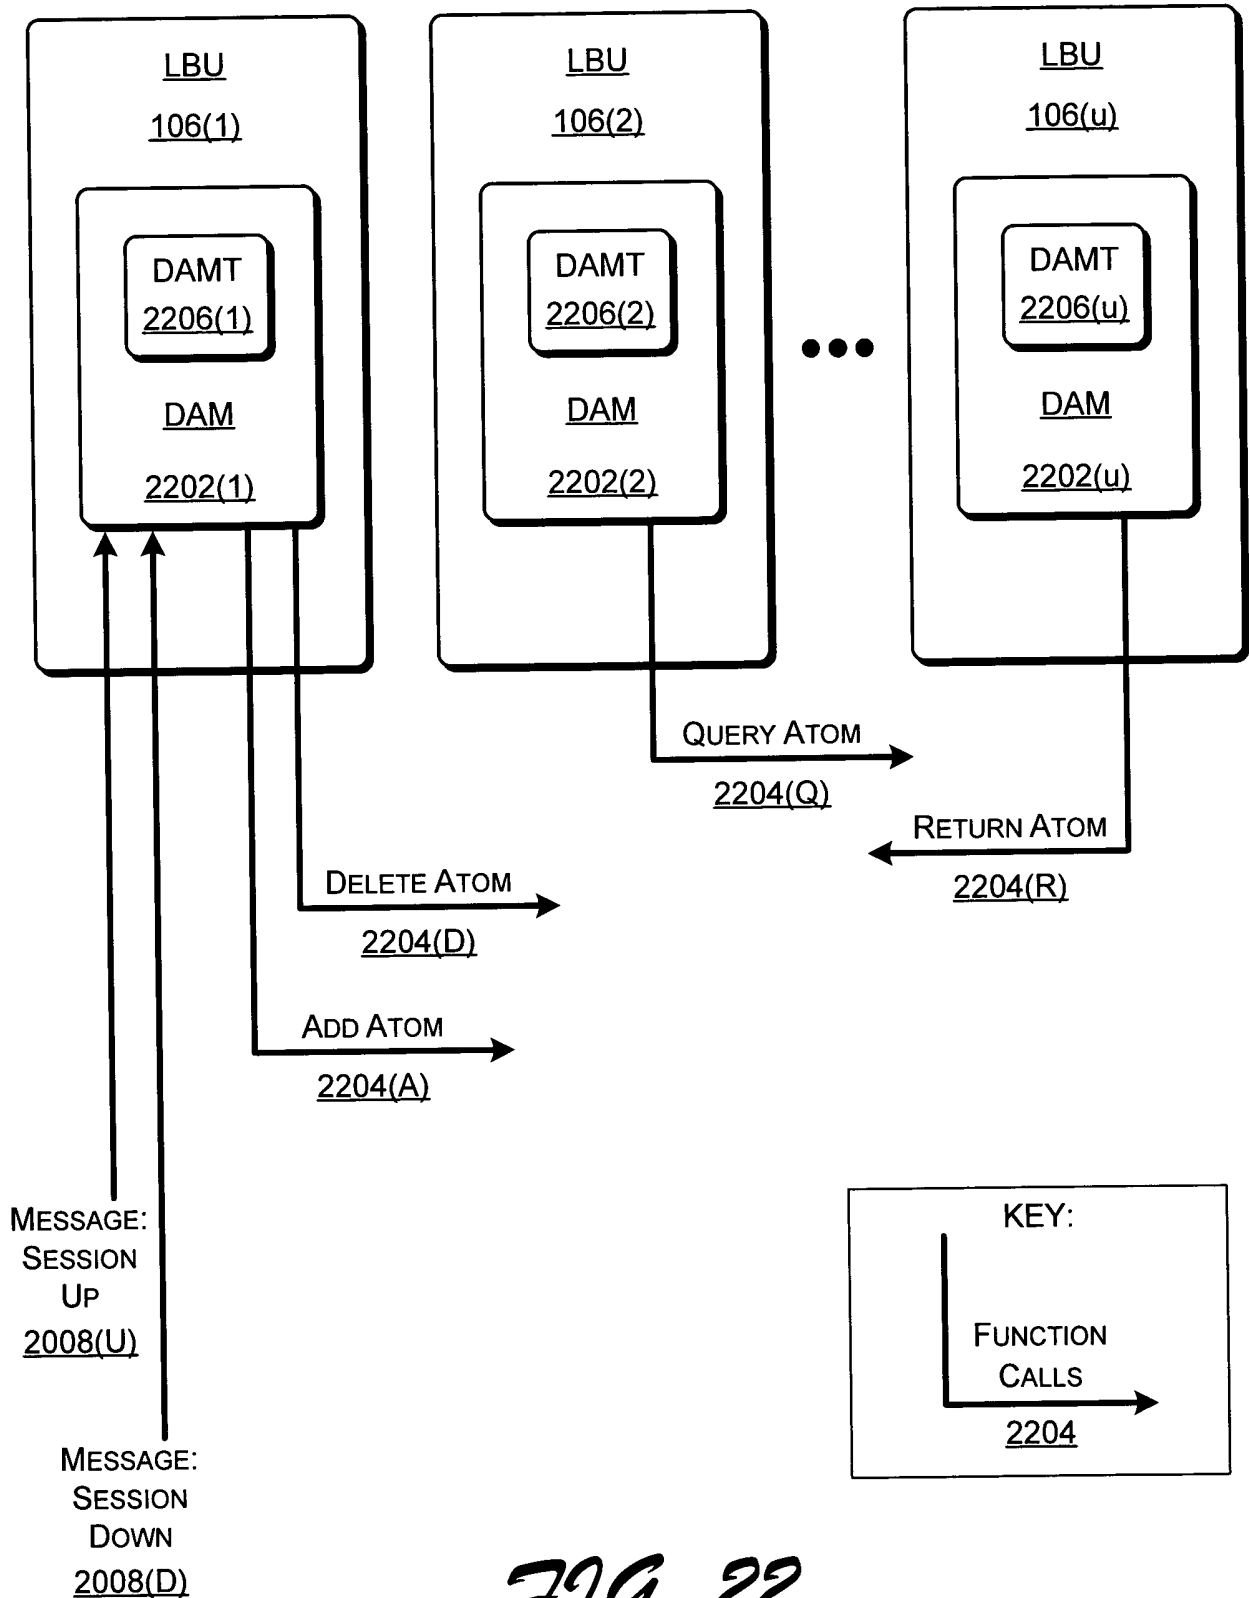 LBU
106(1)
DAMT
2206(1)
DAM
2202(1)
LBU
106(2)
DAMT
2206(2)
DAM
2202(2)
LBU
106(u)
DAMT
2206(u)
DAM
2202(u)
QUERY ATOM
2204(Q)
RETURN ATOM
2204(R)
DELETE ATOM
2204(D)
ADD ATOM
2204(A)
MESSAGE:
SESSION
UP
2008(U)
MESSAGE:
SESSION
DOWN
2008(D)
KEY:
FUNCTION
CALLS
2204
FIG. 22